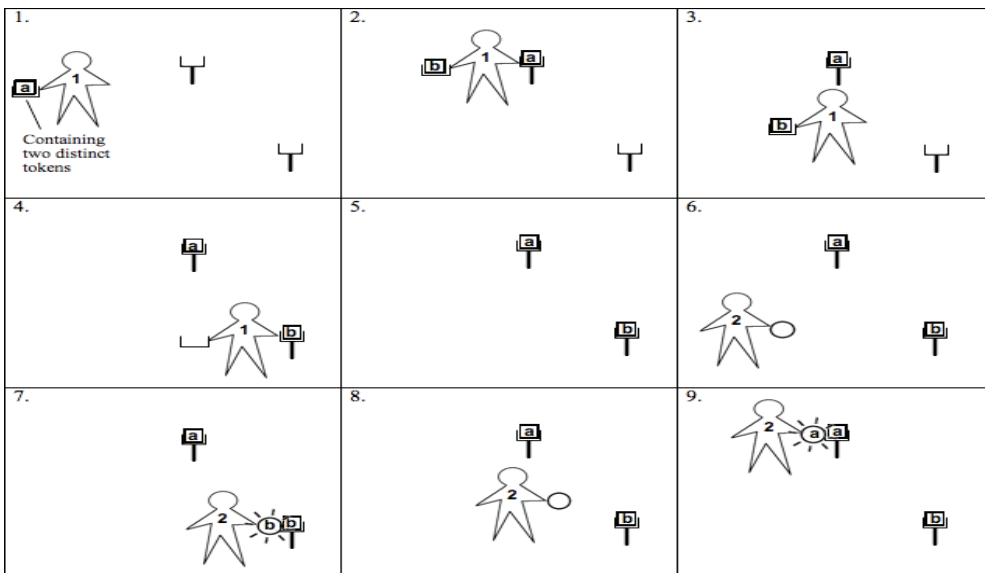 1.
a
1
Containing
two distinct
tokens
2.
b
1
a
3.
a
b
1
4.
a
1
b
5.
a
b
6.
a
2
b
7.
a
2
b
b
8.
a
2
b
9.
2
a
a
b